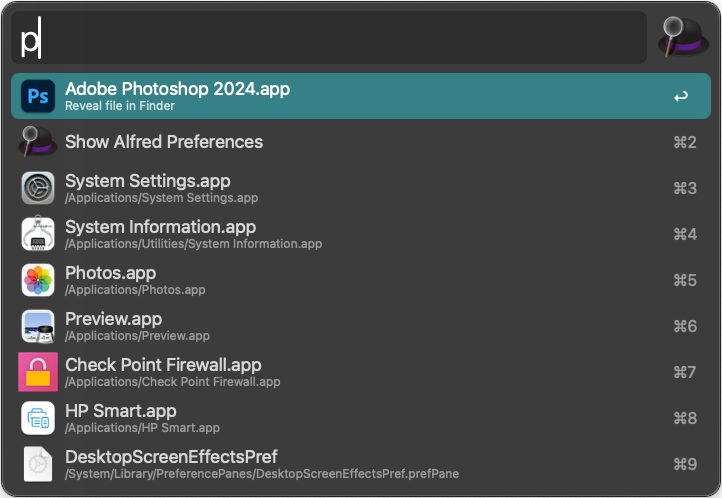 p
Ps
Adobe Photoshop 2024.app
Reveal file in Finder
↩
Show Alfred Preferences
⌘2
System Settings.app
/Applications/System Settings.app
⌘3
System Information.app
/Applications/Utilities/System Information.app
⌘4
Photos.app
/Applications/Photos.app
⌘5
Preview.app
/Applications/Preview.app
⌘6
Check Point Firewall.app
/Applications/Check Point Firewall.app
⌘7
HP Smart.app
/Applications/HP Smart.app
⌘8
DesktopScreenEffectsPref
/System/Library/PreferencePanes/DesktopScreenEffectsPref.prefPane
⌘9